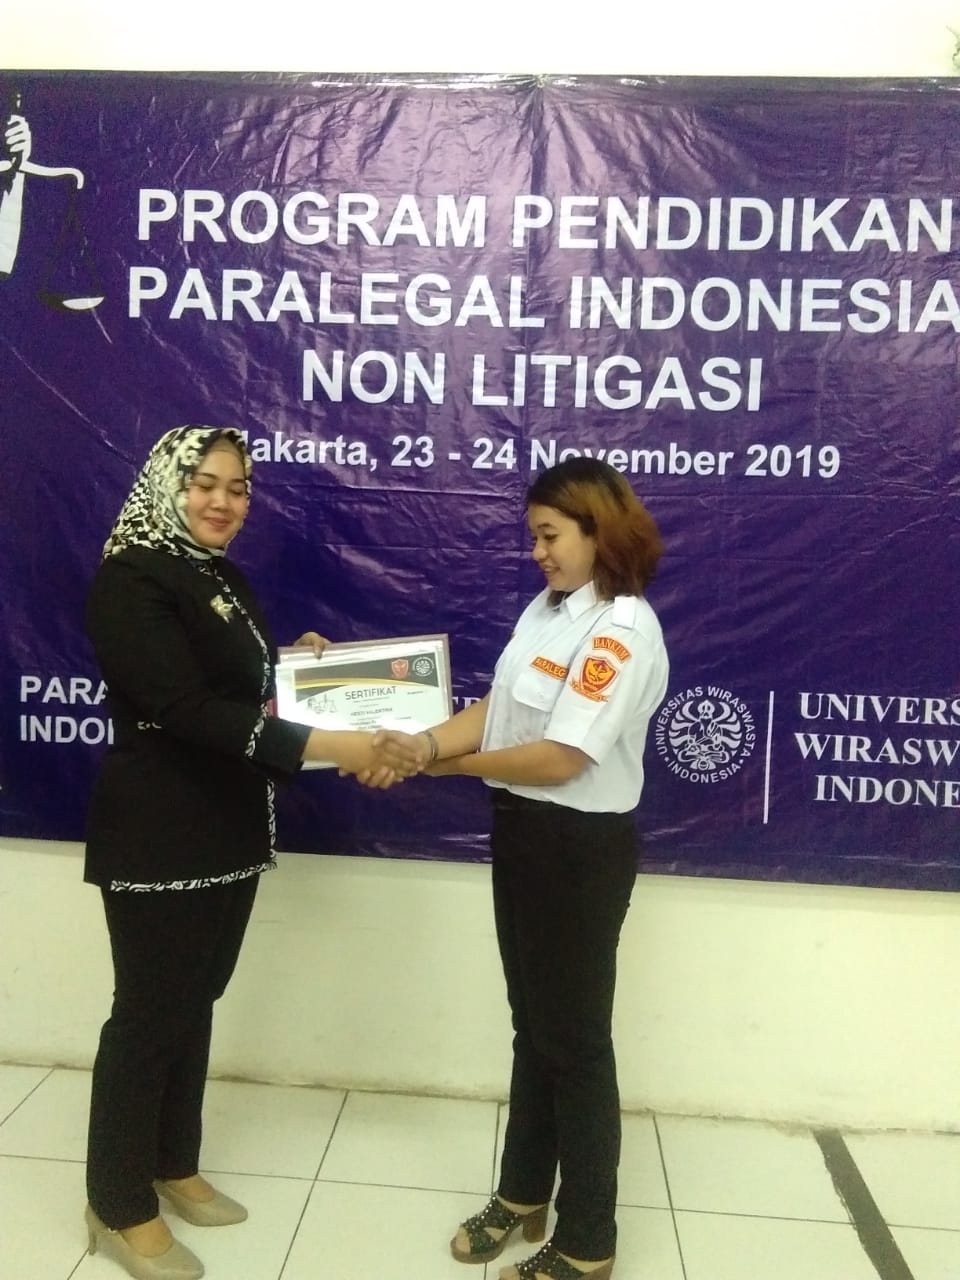 PROGRAM PENDIDIKAN
PARALEGAL INDONESIA
NON LITIGASI
Jakarta, 23 - 24 November 2019
SERTIFIKAT
BANKUM
PARALEG
PARA
INDO
UNIVERSITAS WIRASWASTA INDONESIA
UNIVERS
WIRASW
INDONE